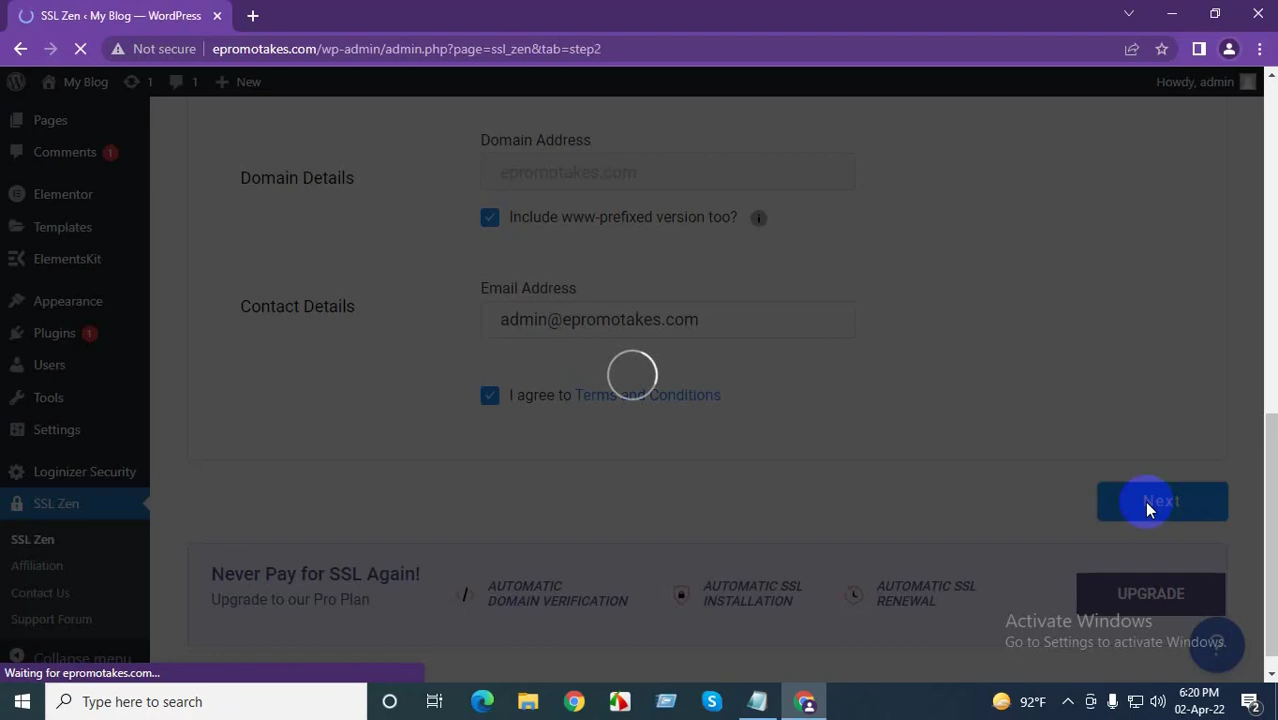 SSL Zen ‹ My Blog — WordPress
Not secure
epromotakes.com/wp-admin/admin.php?page=ssl_zen&tab=step2
My Blog
1
1
New
Howdy, admin
Pages
Comments 1
Elementor
Templates
ElementsKit
Appearance
Plugins 1
Users
Tools
Settings
Loginizer Security
SSL Zen
SSL Zen
Affiliation
Contact Us
Support Forum
Collapse menu
Domain Details
Domain Address
epromotakes.com
Include www-prefixed version too?
Contact Details
Email Address
admin@epromotakes.com
I agree to Terms and Conditions
Next
Never Pay for SSL Again!
Upgrade to our Pro Plan
AUTOMATIC
DOMAIN VERIFICATION
AUTOMATIC SSL
INSTALLATION
AUTOMATIC SSL
RENEWAL
UPGRADE
Activate Windows
Go to Settings to activate Windows.
Waiting for epromotakes.com...
Type here to search
92°F
6:20 PM
02-Apr-22
2